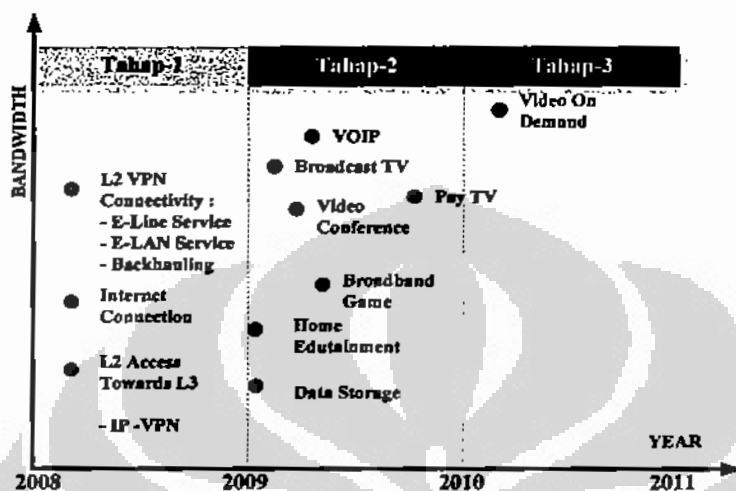 Tahap-1
Tahap-2
Tahap-3
BANDWIDTH
L2 VPN
Connectivity :
- E-Line Service
- E-LAN Service
- Backhauling
Internet
Connection
L2 Access
Towards L3
- IP -VPN
VOIP
Broadcast TV
Video
Conference
Pay TV
Broadband
Game
Home
Edutainment
Data Storage
Video On
Demand
YEAR
2008
2009
2010
2011